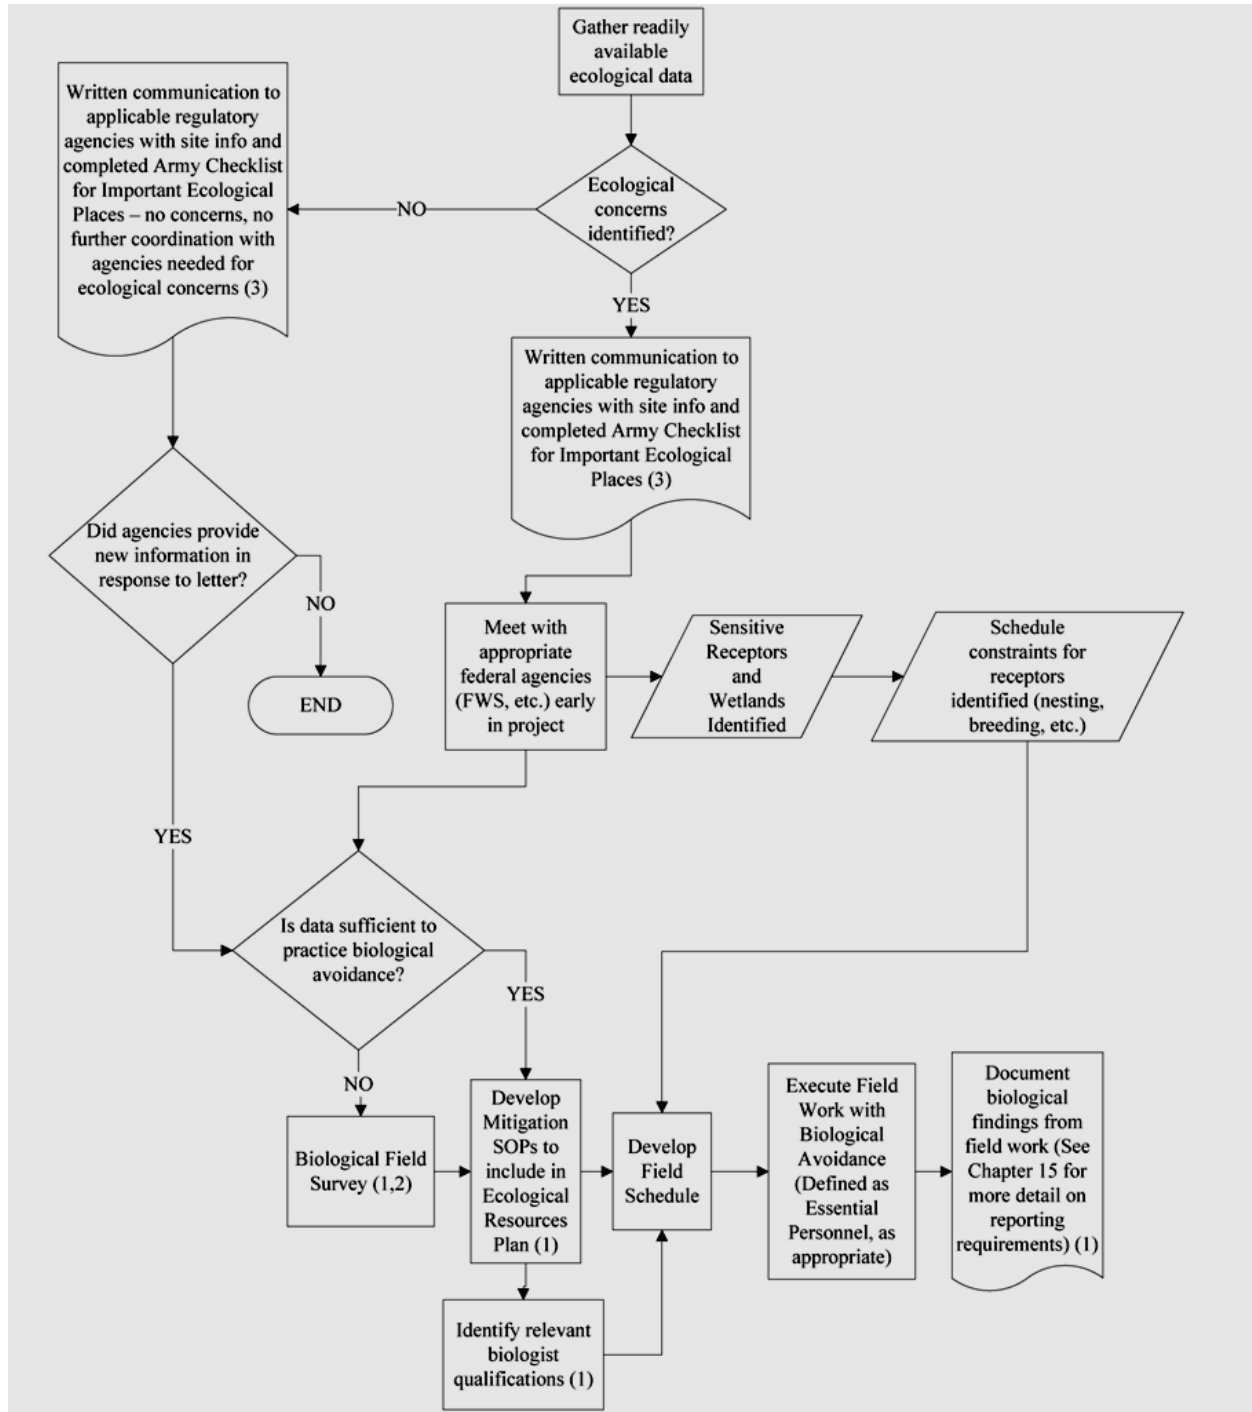 Gather readily
available
ecological data
Written communication to
applicable regulatory
agencies with site info and
completed Army Checklist
for Important Ecological
Places – no concerns, no
further coordination with
agencies needed for
ecological concerns (3)
Ecological
concerns
identified?
NO
YES
Written communication to
applicable regulatory
agencies with site info and
completed Army Checklist
for Important Ecological
Places (3)
Did agencies provide
new information in
response to letter?
NO
END
YES
Meet with
appropriate
federal agencies
(FWS, etc.) early
in project
Sensitive
Receptors
and
Wetlands
Identified
Schedule
constraints for
receptors
identified (nesting,
breeding, etc.)
Is data sufficient to
practice biological
avoidance?
YES
NO
Biological Field
Survey (1,2)
Develop
Mitigation
SOPs to
include in
Ecological
Resources
Plan (1)
Identify relevant
biologist
qualifications (1)
Develop
Field
Schedule
Execute Field
Work with
Biological
Avoidance
(Defined as
Essential
Personnel, as
appropriate)
Document
biological
findings from
field work (See
Chapter 15 for
more detail on
reporting
requirements) (1)